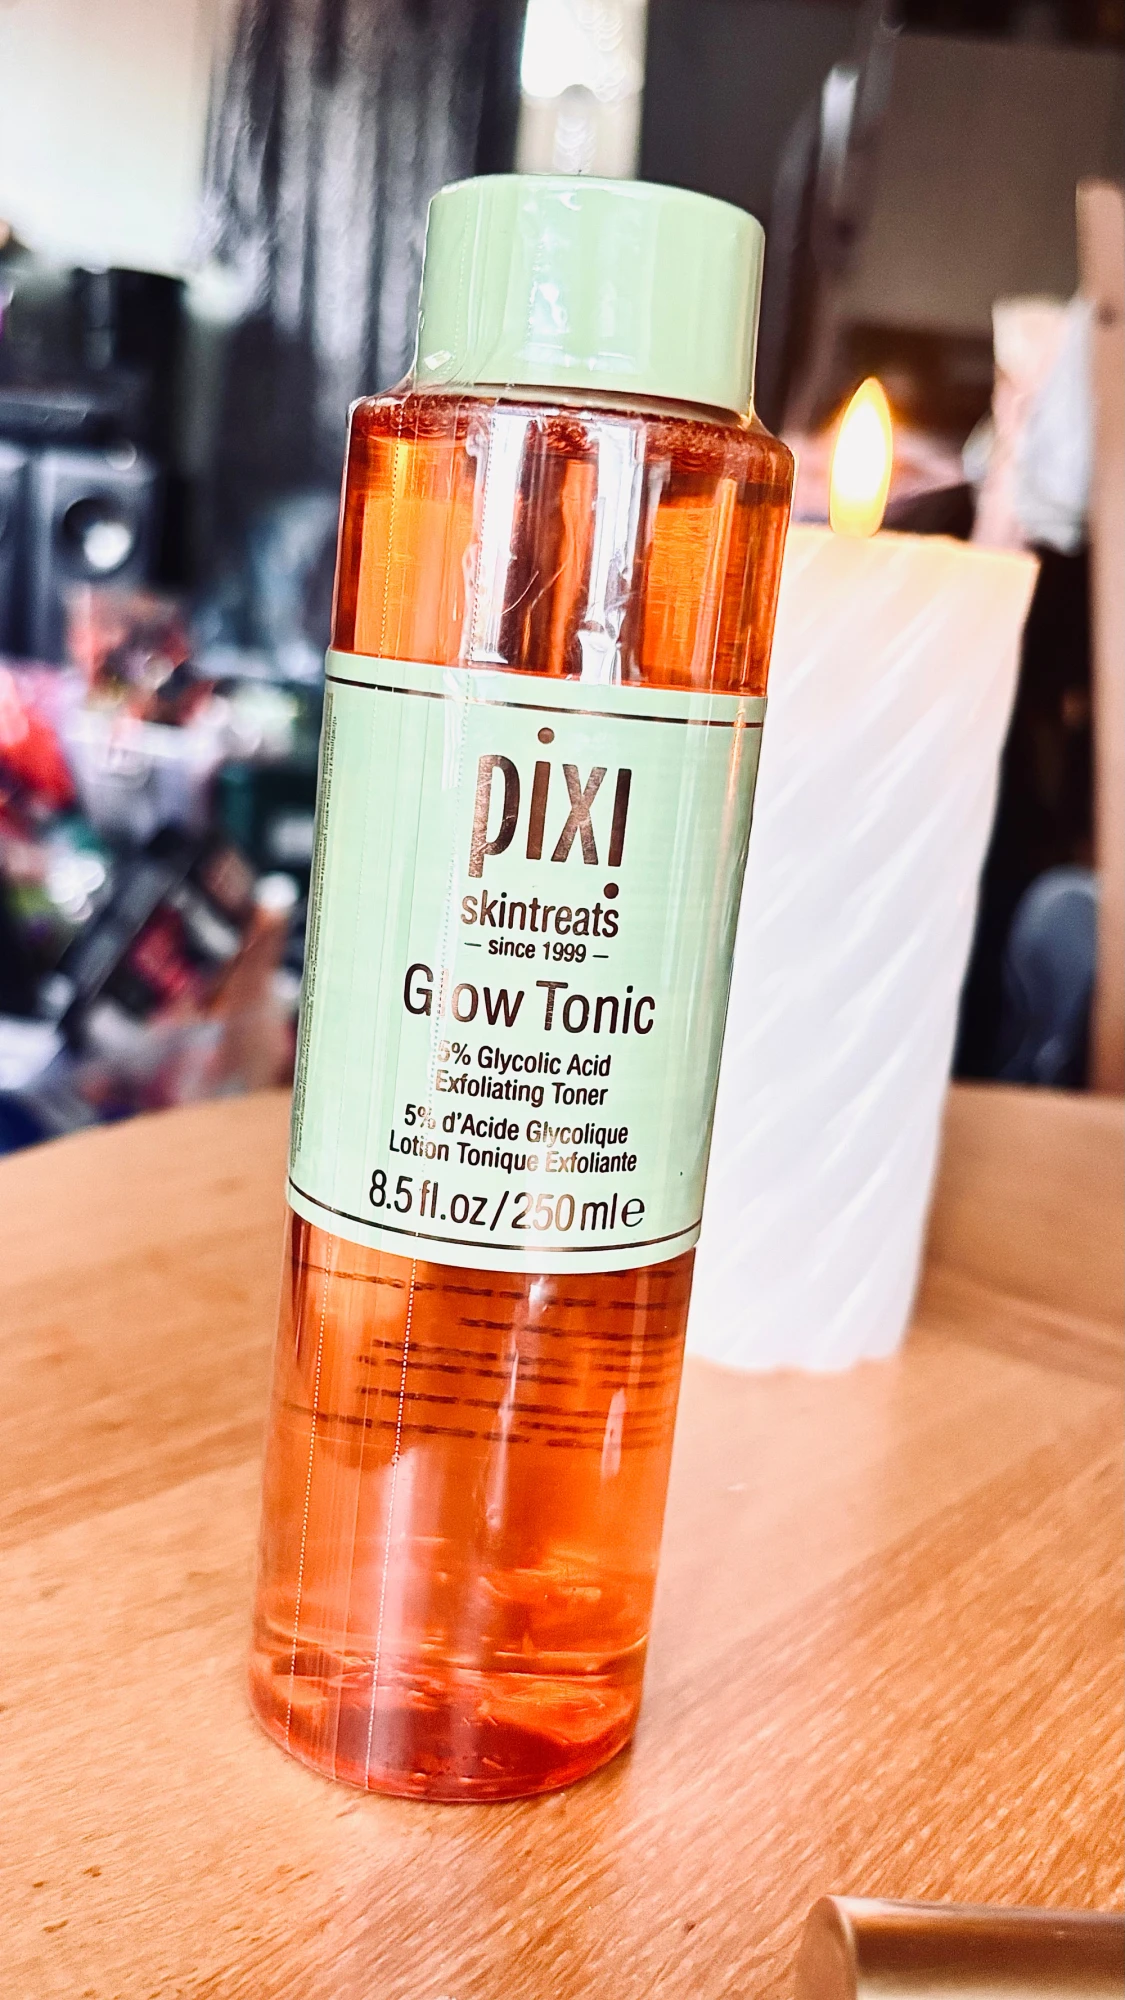 pixi
skintreats
– since 1999 –
Glow Tonic
5% Glycolic Acid
Exfoliating Toner
5% d'Acide Glycolique
Lotion Tonique Exfoliante
8.5 fl.oz/250ml e